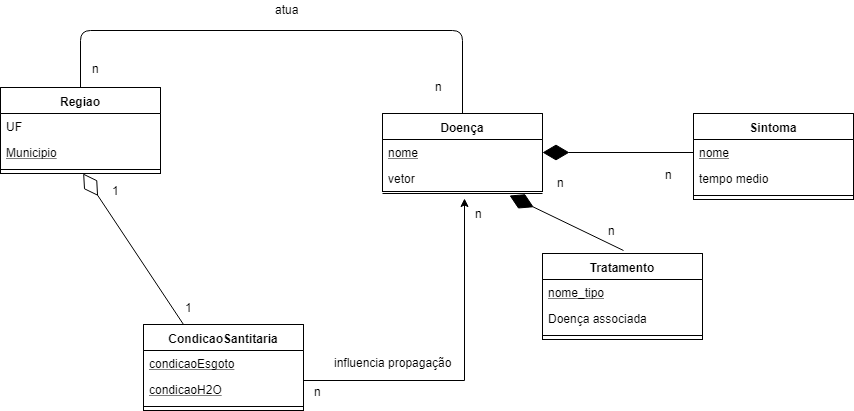 atua
n
n
Regiao
UF
Municipio
1
Doença
nome
vetor
n
n
Sintoma
nome
tempo medio
n
n
Tratamento
nome_tipo
Doença associada
1
CondicaoSantitaria
condicaoEsgoto
condicaoH2O
influencia propagação
n